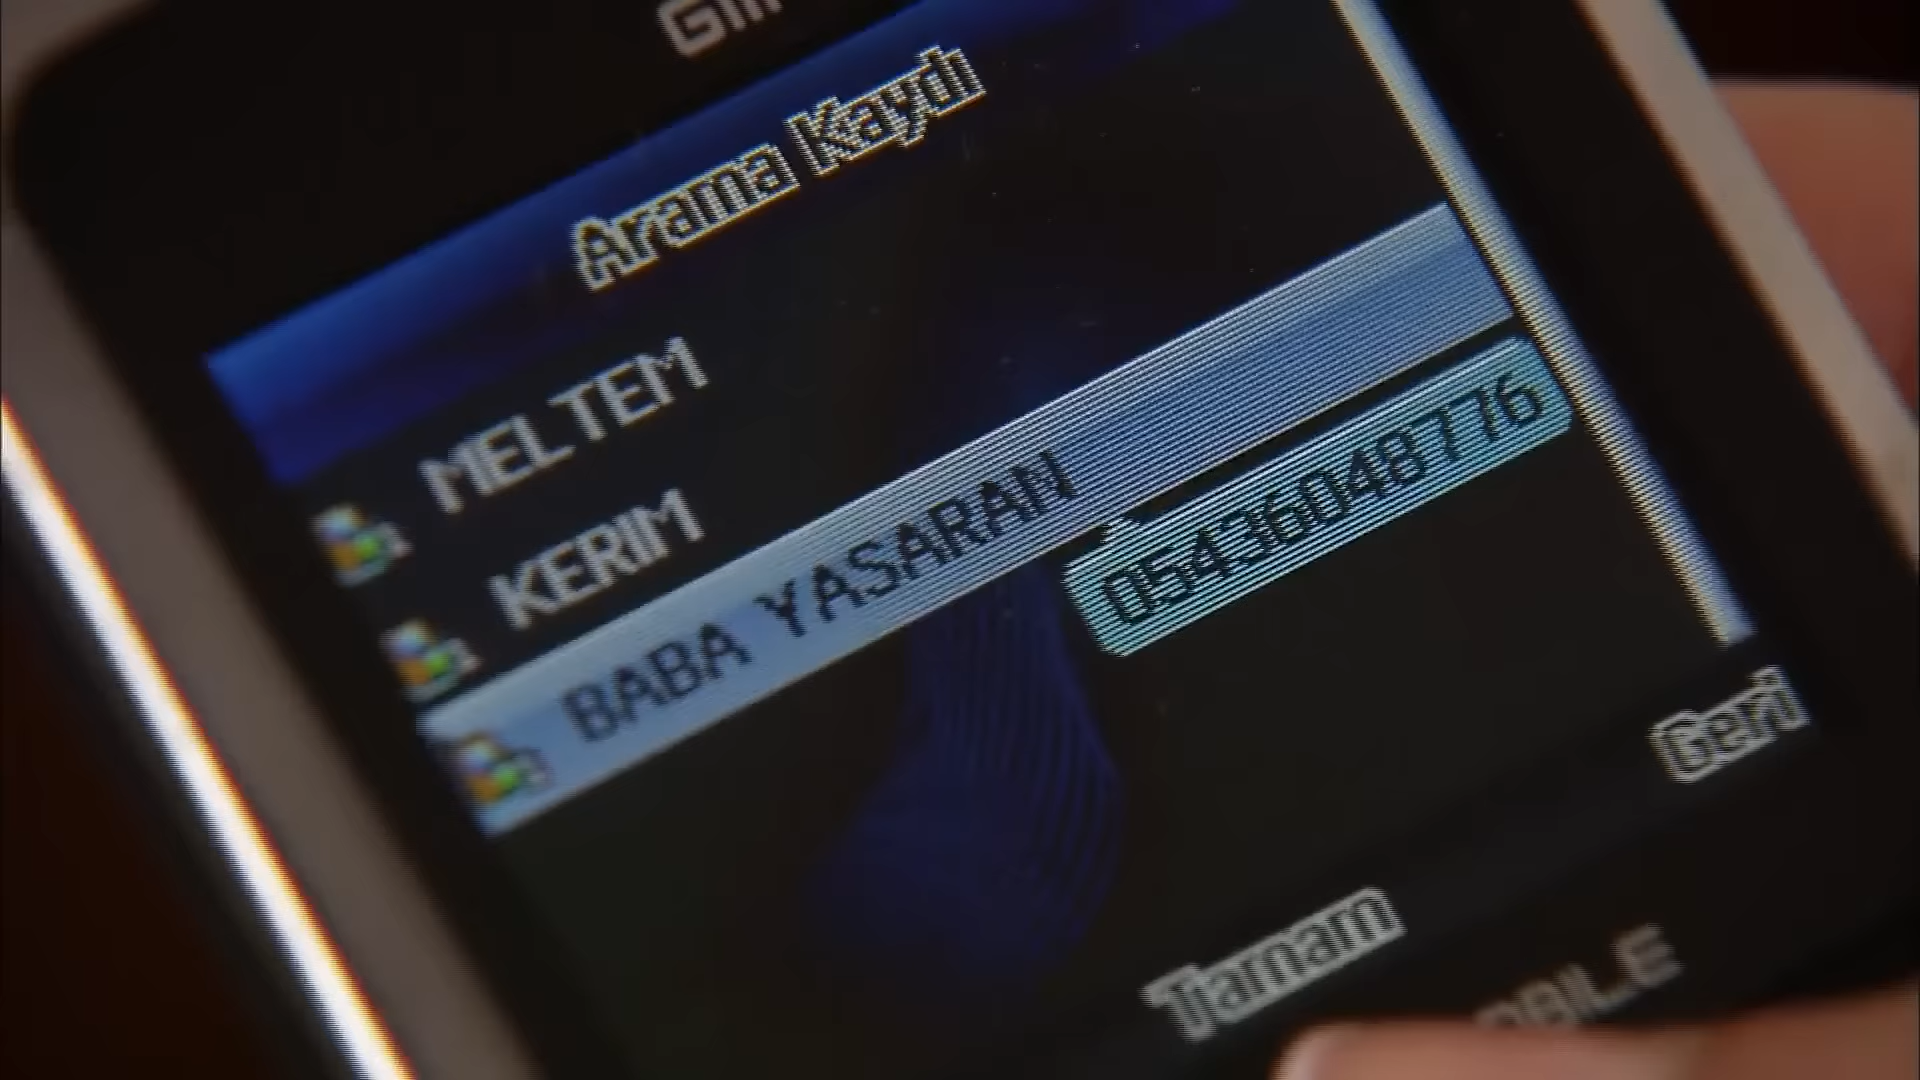 Arama Kaydı
MELTEM
KERIM
BABA YASARAN
05436048776
Geri
Tamam